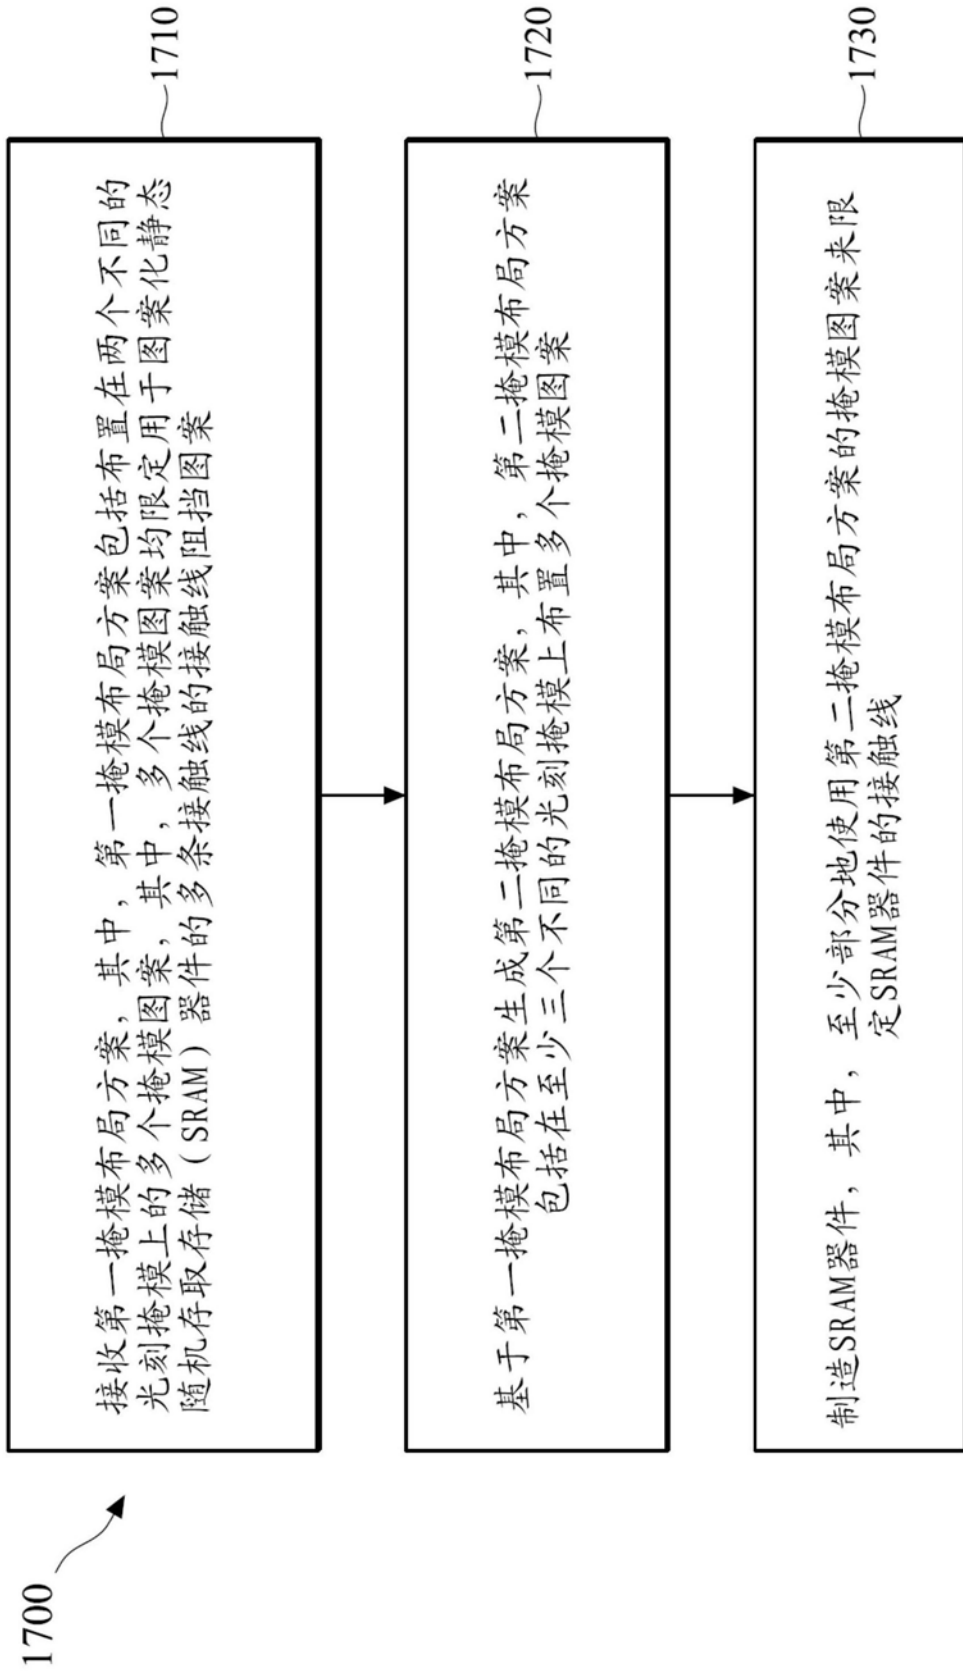 1700
接收第一掩模布局方案，其中，第一掩模布局方案包括布置在两个不同的
光刻掩模上的多个掩模图案，其中，多个掩模图案均限定用于图案化静态
随机存取存储（SRAM）器件的多条接触线的接触线阻挡图案
1710
基于第一掩模布局方案生成第二掩模布局方案，其中，第二掩模布局方案
包括在至少三个不同的光刻掩模上布置多个掩模图案
1720
制造SRAM器件，其中，至少部分地使用第二掩模布局方案的掩模图案来限
定SRAM器件的接触线
1730